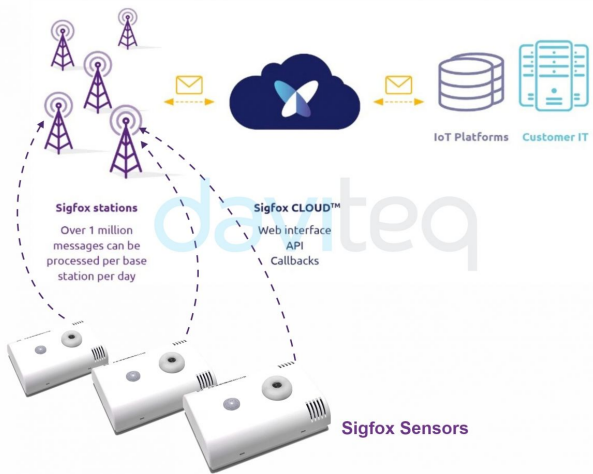 IoT Platforms
Customer IT
Sigfox stations
Over 1 million
messages can be
processed per base
station per day
Sigfox CLOUD™
Web interface
API
Callbacks
daviteq
Sigfox Sensors